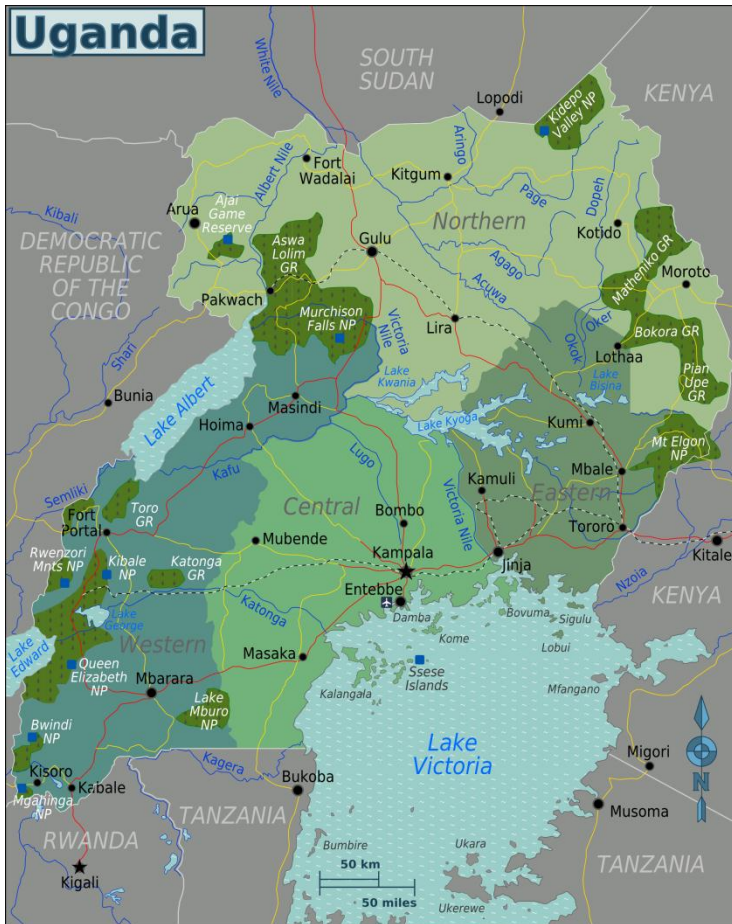 Uganda
White Nile
SOUTH
SUDAN
KENYA
Lopodi
Kidepo
Valley NP
Aringo
Albert Nile
Fort
Wadalai
Kitgum
Kibali
Page
Dopeh
Ajai
Game
Reserve
Arua
Northern
Kotido
DEMOCRATIC
REPUBLIC
OF THE
CONGO
Aswa
Lolim
GR
Gulu
Agago
Matheniko GR
Moroto
Pakwach
Acuwa
Murchison
Falls NP
Victoria
Nile
Lira
Oker
Okok
Bokora GR
Shari
Lothaa
Lake
Kwania
Lake
Bisina
Pian
Upe
GR
Bunia
Lake Albert
Masindi
Hoima
Lake Kyoga
Kumi
Mt Elgon
NP
Lugo
Kafu
Semliki
Mbale
Kamuli
Toro
GR
Central
Victoria Nile
Eastern
Fort
Portal
Bombo
Tororo
Mubende
Kampala
Kitale
Rwenzori
Mnts NP
Kibale
NP
Katonga
GR
Jinja
Nzoia
Entebbe
KENYA
Lake
George
Katonga
Damba
Bovuma
Sigulu
Lake
Edward
Western
Kome
Lobui
Masaka
Ssese
Islands
Queen
Elizabeth
NP
Mbarara
Kalangala
Mfangano
Lake
Mburo
NP
Bwindi
NP
Lake
Victoria
Kagera
Migori
N
Kisoro
Kabale
Bukoba
Mgahinga
NP
TANZANIA
Musoma
RWANDA
Bumbire
Ukara
TANZANIA
50 km
Kigali
50 miles
Ukerewe